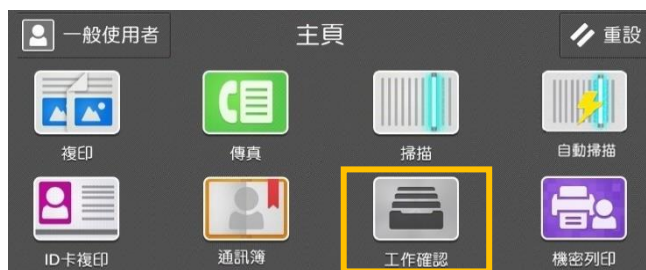 一般使用者 主頁 重設
複印 傳真 掃描 自動掃描
ID卡複印 通訊簿 工作確認 機密列印